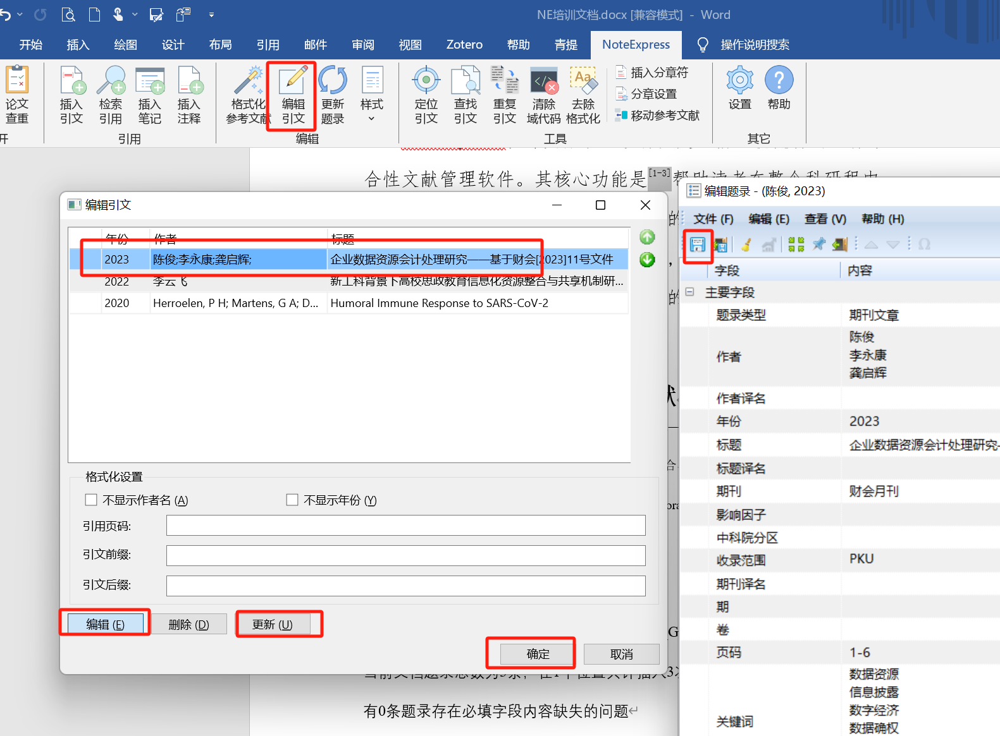 NE培训文档.docx [兼容模式] - Word
开始 插入 绘图 设计 布局 引用 邮件 审阅 视图 Zotero 帮助 青提 NoteExpress 操作说明搜索
论文查重
插入引文
检索引用
插入笔记
插入注释
引用
格式化参考文献
编辑引文
更新题录
样式
编辑
定位引文
查找引文
重复引文
清除域代码
去除格式化
插入分章符
分章设置
移动参考文献
工具
设置
帮助
其它
开
合性文献管理软件。其核心功能是[1-3]帮助读者在整个科研程中
编辑引文
年份 作者 标题
2023 陈俊;李永康;龚启辉; 企业数据资源会计处理研究——基于财会[2023]11号文件
2022 李云飞 新工科背景下高校思政教育信息化资源整合与共享机制研...
2020 Herroelen, P H; Martens, G A; D... Humoral Immune Response to SARS-CoV-2
格式化设置
不显示作者名 (A)
不显示年份 (Y)
引用页码:
引文前缀:
引文后缀:
编辑 (E)
删除 (D)
更新 (U)
确定
取消
当前文档题录总数为3条，在1个位置共计插入3
有0条题录存在必填字段内容缺失的问题↵
编辑题录 - (陈俊, 2023)
文件 (F) 编辑 (E) 查看 (V) 帮助 (H)
字段 内容
主要字段
题录类型 期刊文章
作者
陈俊
李永康
龚启辉
作者译名
年份 2023
标题 企业数据资源会计处理研究-
标题译名
期刊 财会月刊
影响因子
中科院分区
收录范围 PKU
期刊译名
期
卷
页码 1-6
关键词
数据资源
信息披露
数字经济
数据确权